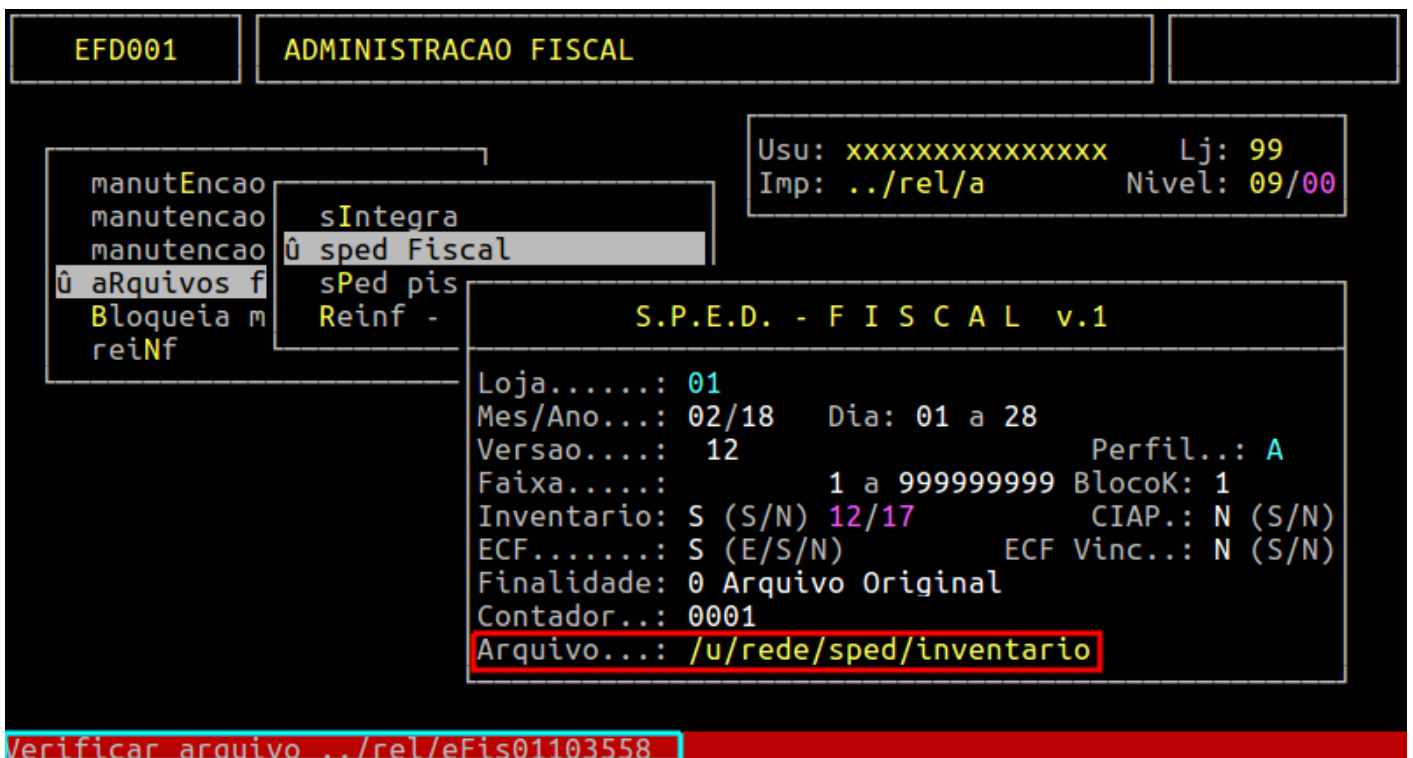 EFD001 ADMINISTRACAO FISCAL
Usu: xxxxxxxxxxxxxxx Lj: 99
Imp: ../rel/a Nivel: 09/00
manutEncao
manutencao
manutencao
û aRquivos f
Bloqueia m
reiNf
sIntegra
û sped Fiscal
sPed pis
Reinf -
S.P.E.D. - F I S C A L v.1
Loja......: 01
Mes/Ano...: 02/18 Dia: 01 a 28
Versao....: 12 Perfil..: A
Faixa.....: 1 a 999999999 BlocoK: 1
Inventario: S (S/N) 12/17 CIAP.: N (S/N)
ECF.......: S (E/S/N) ECF Vinc..: N (S/N)
Finalidade: 0 Arquivo Original
Contador..: 0001
Arquivo...: /u/rede/sped/inventario
Verificar arquivo ../rel/eFis01103558